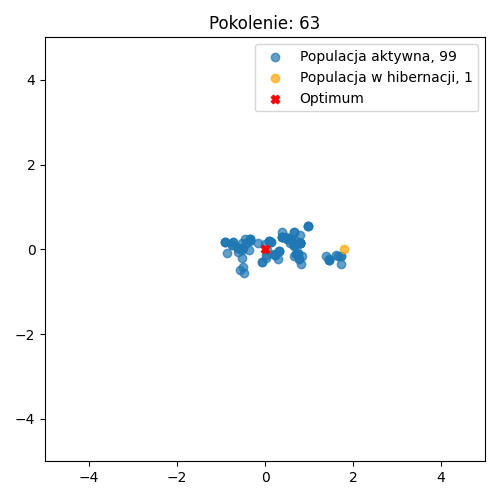 Pokolenie: 63
Populacja aktywna, 99
Populacja w hibernacji, 1
Optimum
4
2
0
−2
−4
−4
−2
0
2
4